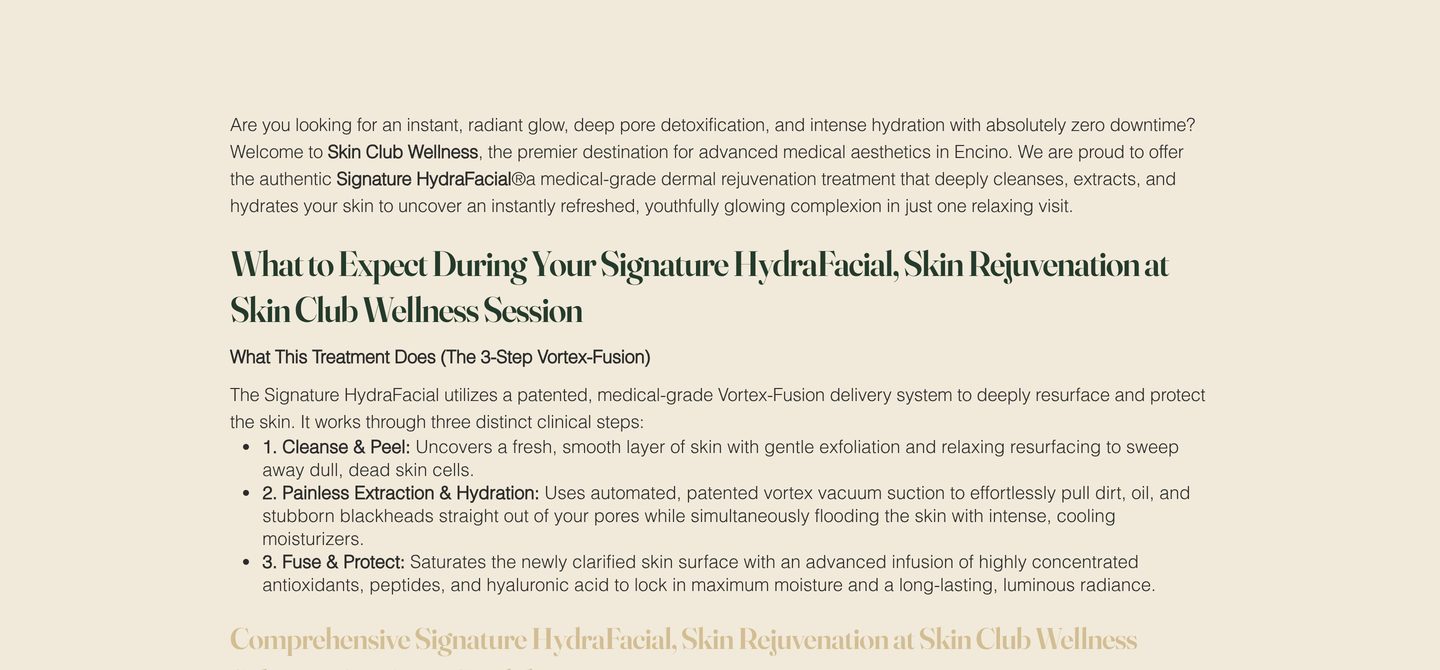 Are you looking for an instant, radiant glow, deep pore detoxification, and intense hydration with absolutely zero downtime?
Welcome to Skin Club Wellness, the premier destination for advanced medical aesthetics in Encino. We are proud to offer
the authentic Signature HydraFacial®a medical-grade dermal rejuvenation treatment that deeply cleanses, extracts, and
hydrates your skin to uncover an instantly refreshed, youthfully glowing complexion in just one relaxing visit.
What to Expect During Your Signature HydraFacial, Skin Rejuvenation at
Skin Club Wellness Session
What This Treatment Does (The 3-Step Vortex-Fusion)
The Signature HydraFacial utilizes a patented, medical-grade Vortex-Fusion delivery system to deeply resurface and protect
the skin. It works through three distinct clinical steps:
• 1. Cleanse & Peel: Uncovers a fresh, smooth layer of skin with gentle exfoliation and relaxing resurfacing to sweep
away dull, dead skin cells.
• 2. Painless Extraction & Hydration: Uses automated, patented vortex vacuum suction to effortlessly pull dirt, oil, and
stubborn blackheads straight out of your pores while simultaneously flooding the skin with intense, cooling
moisturizers.
• 3. Fuse & Protect: Saturates the newly clarified skin surface with an advanced infusion of highly concentrated
antioxidants, peptides, and hyaluronic acid to lock in maximum moisture and a long-lasting, luminous radiance.
Comprehensive Signature HydraFacial, Skin Rejuvenation at Skin Club Wellness